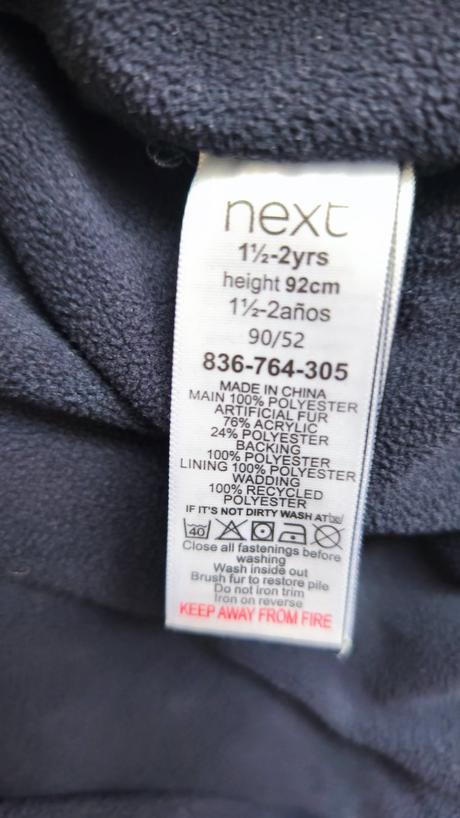 next
1½-2yrs
height 92cm
1½-2años
90/52
836-764-305
MADE IN CHINA
MAIN 100% POLYESTER
ARTIFICIAL FUR
76% ACRYLIC
24% POLYESTER
BACKING
100% POLYESTER
LINING 100% POLYESTER
WADDING
100% RECYCLED
POLYESTER
IF IT'S NOT DIRTY WASH AT
40
Close all fastenings before
washing
Wash inside out
Brush fur to restore pile
Do not iron trim
Iron on reverse
KEEP AWAY FROM FIRE